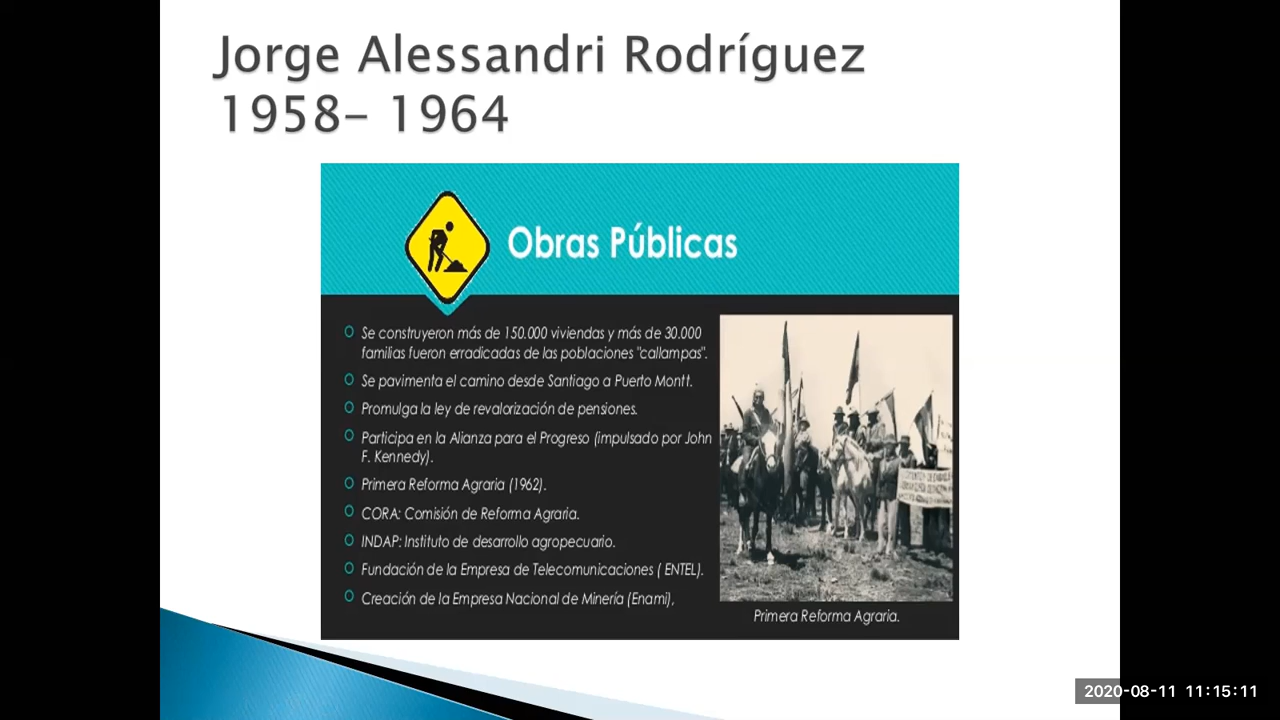 Jorge Alessandri Rodríguez
1958– 1964
Obras Públicas
Se construyeron más de 150.000 viviendas y más de 30.000
familias fueron erradicadas de las poblaciones "callampas".
Se pavimenta el camino desde Santiago a Puerto Montt.
Promulga la ley de revalorización de pensiones.
Participa en la Alianza para el Progreso (impulsado por John
F. Kennedy).
Primera Reforma Agraria (1962).
CORA: Comisión de Reforma Agraria.
INDAP: Instituto de desarrollo agropecuario.
Fundación de la Empresa de Telecomunicaciones ( ENTEL).
Creación de la Empresa Nacional de Minería (Enami),
Primera Reforma Agraria.
2020-08-11 11:15:11